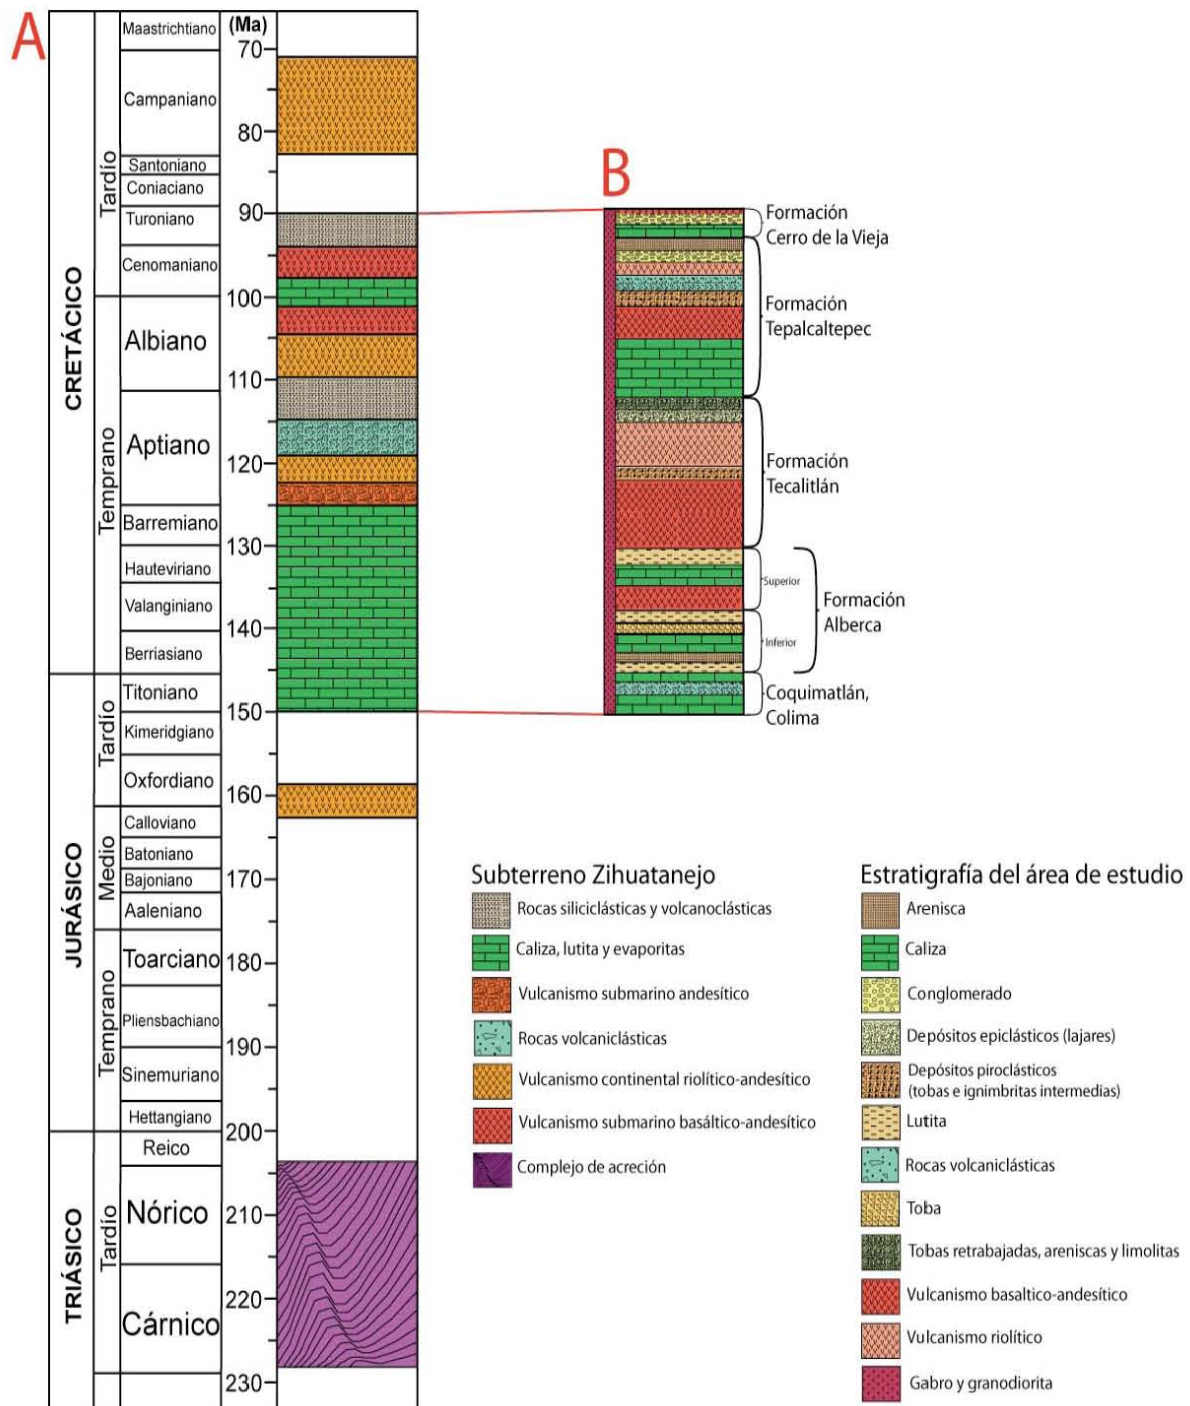 A
B
(Ma)
CRETÁCICO
Tardío
Maastrichtiano
Campaniano
Santoniano
Coniaciano
Turoniano
Cenomaniano
Temprano
Albiano
Aptiano
Barremiano
Hauteviriano
Valanginiano
Berriasiano
JURÁSICO
Tardío
Titoniano
Kimeridgiano
Oxfordiano
Medio
Calloviano
Batoniano
Bajoniano
Aaleniano
Temprano
Toarciano
Pliensbachiano
Sinemuriano
Hettangiano
TRIÁSICO
Tardío
Reico
Nórico
Cárnico
70
80
90
100
110
120
130
140
150
160
170
180
190
200
210
220
230
Formación
Cerro de la Vieja
Formación
Tepalcaltepec
Formación
Tecalitlán
Superior
Inferior
Formación
Alberca
Coquimatlán,
Colima
Subterreno Zihuatanejo
Rocas siliciclásticas y volcanoclásticas
Caliza, lutita y evaporitas
Vulcanismo submarino andesítico
Rocas volcaniclásticas
Vulcanismo continental riolítico-andesítico
Vulcanismo submarino basáltico-andesítico
Complejo de acreción
Estratigrafía del área de estudio
Arenisca
Caliza
Conglomerado
Depósitos epiclásticos (lajares)
Depósitos piroclásticos
(tobas e ignimbritas intermedias)
Lutita
Rocas volcaniclásticas
Toba
Tobas retrabajadas, areniscas y limolitas
Vulcanismo basaltico-andesítico
Vulcanismo riolítico
Gabro y granodiorita